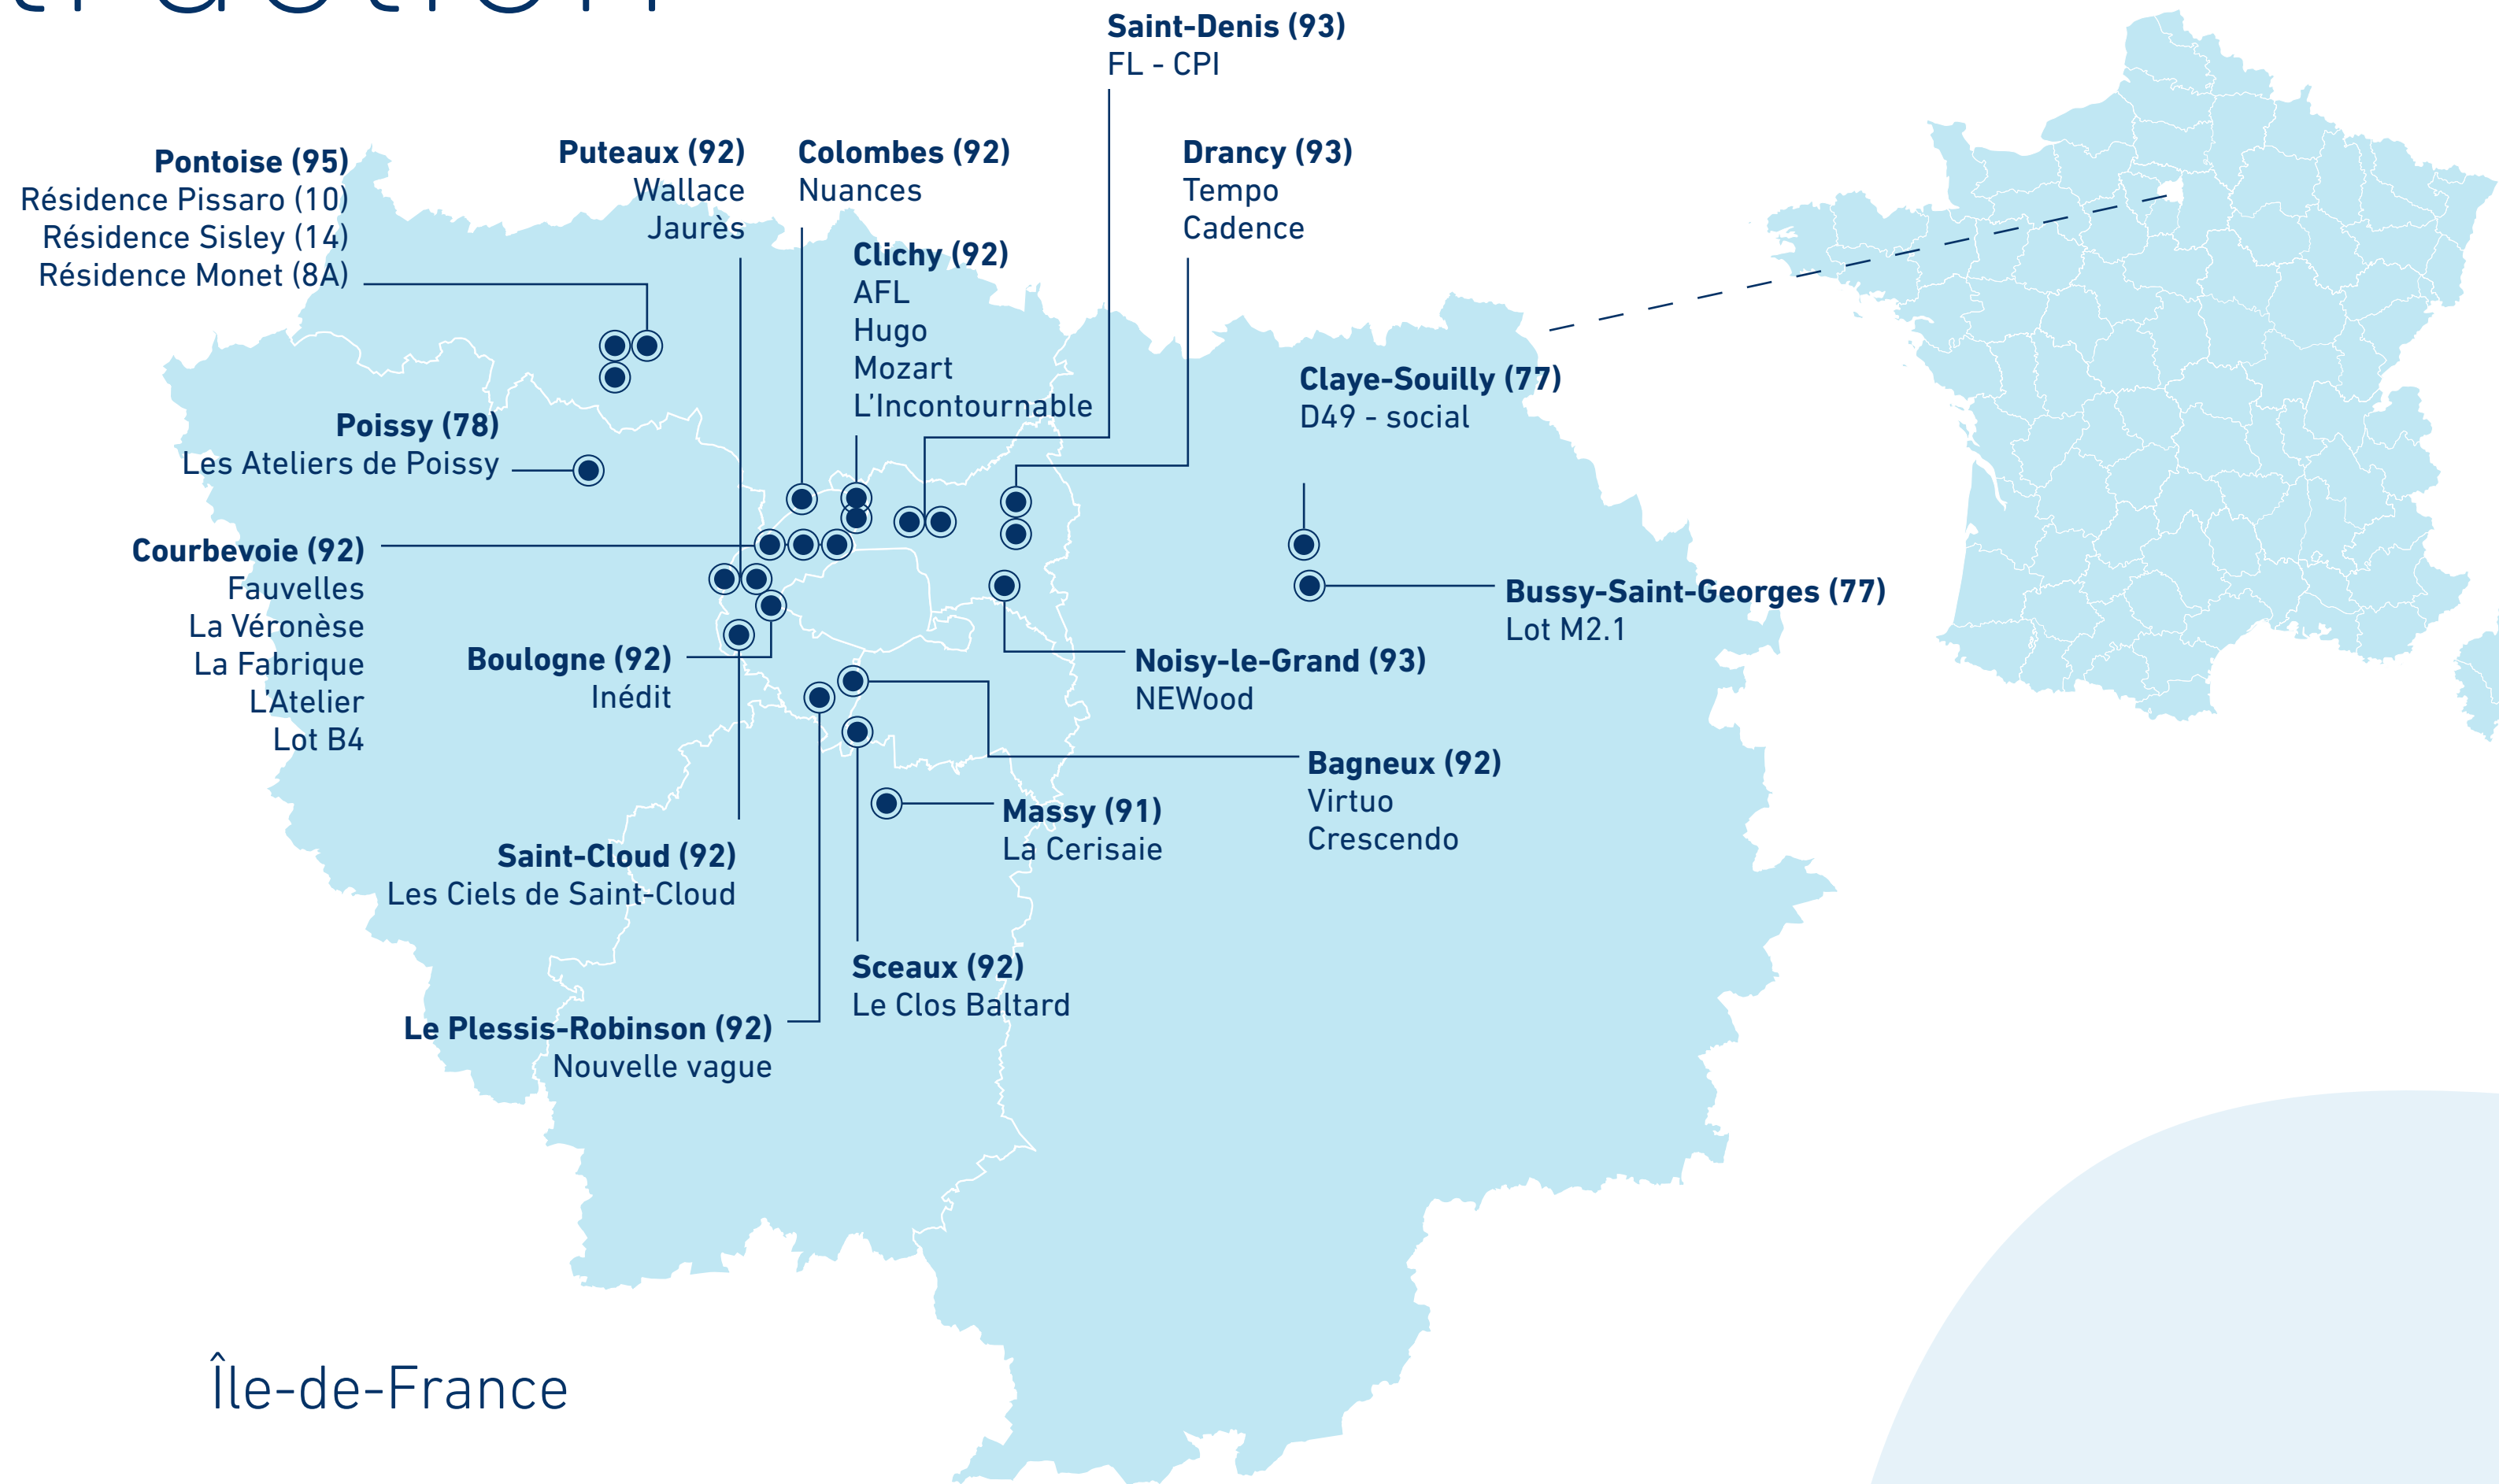 Saint-Denis (93)
FL - CPI
Pontoise (95)
Résidence Pissaro (10)
Résidence Sisley (14)
Résidence Monet (8A)
Puteaux (92)
Wallace
Jaurès
Colombes (92)
Nuances
Drancy (93)
Tempo
Cadence
Clichy (92)
AFL
Hugo
Mozart
L'Incontournable
Claye-Souilly (77)
D49 - social
Poissy (78)
Les Ateliers de Poissy
Courbevoie (92)
Fauvelles
La Véronèse
La Fabrique
L'Atelier
Lot B4
Bussy-Saint-Georges (77)
Lot M2.1
Boulogne (92)
Inédit
Noisy-le-Grand (93)
NEWood
Bagneux (92)
Virtuo
Crescendo
Massy (91)
La Cerisaie
Saint-Cloud (92)
Les Ciels de Saint-Cloud
Sceaux (92)
Le Clos Baltard
Le Plessis-Robinson (92)
Nouvelle vague
Île-de-France